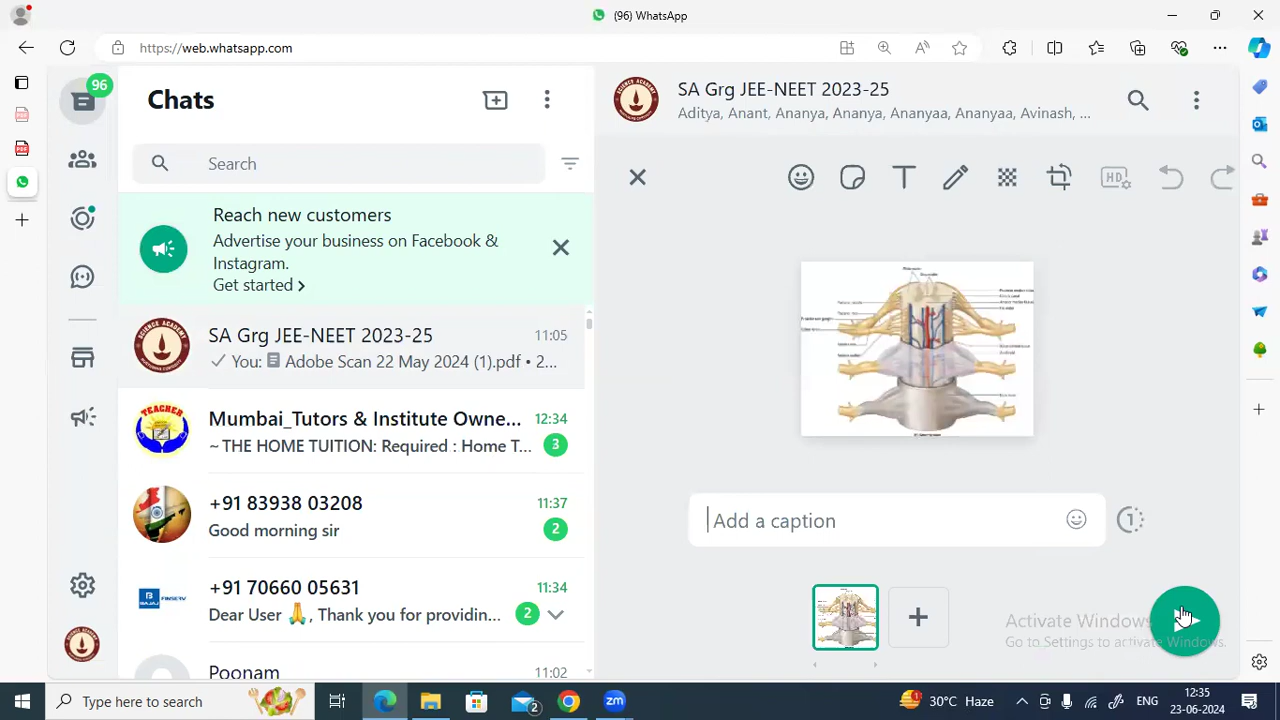 (96) WhatsApp
https://web.whatsapp.com
96
Chats
SA Grg JEE-NEET 2023-25
Aditya, Anant, Ananya, Ananya, Ananyaa, Ananyaa, Avinash, ...
Search
Reach new customers
Advertise your business on Facebook &
Instagram.
Get started
HD
SA Grg JEE-NEET 2023-25
11:05
You: Adobe Scan 22 May 2024 (1).pdf • 2...
TEACHER
Mumbai_Tutors & Institute Owne...
12:34
~ THE HOME TUITION: Required : Home T...
3
+91 83938 03208
11:37
Good morning sir
2
Add a caption
+91 70660 05631
11:34
Dear User 🙏, Thank you for providin...
2
Poonam
11:02
Activate Windows
Go to Settings to activate Windows.
Type here to search
2
zm
1
30°C Haze
ENG
12:35
23-06-2024